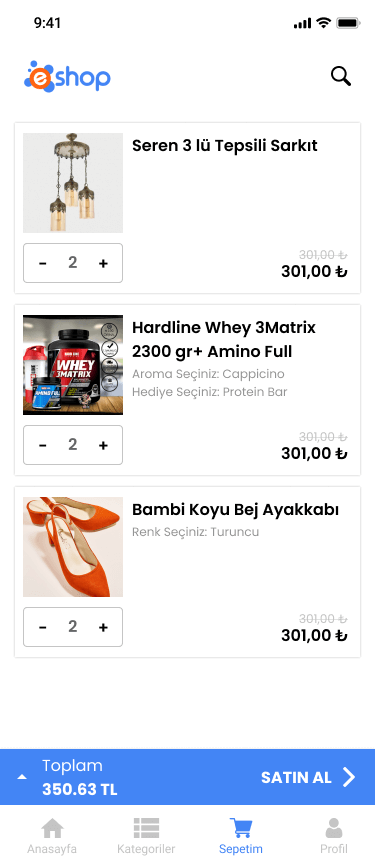 9:41
eshop
Seren 3 lü Tepsili Sarkıt
- 2 +
301,00 ₺
301,00 ₺
Hardline Whey 3Matrix
2300 gr+ Amino Full
Aroma Seçiniz: Cappicino
Hediye Seçiniz: Protein Bar
WHEY
3MATRIX
- 2 +
301,00 ₺
301,00 ₺
Bambi Koyu Bej Ayakkabı
Renk Seçiniz: Turuncu
- 2 +
301,00 ₺
301,00 ₺
Toplam
350.63 TL
SATIN AL
Anasayfa
Kategoriler
Sepetim
Profil